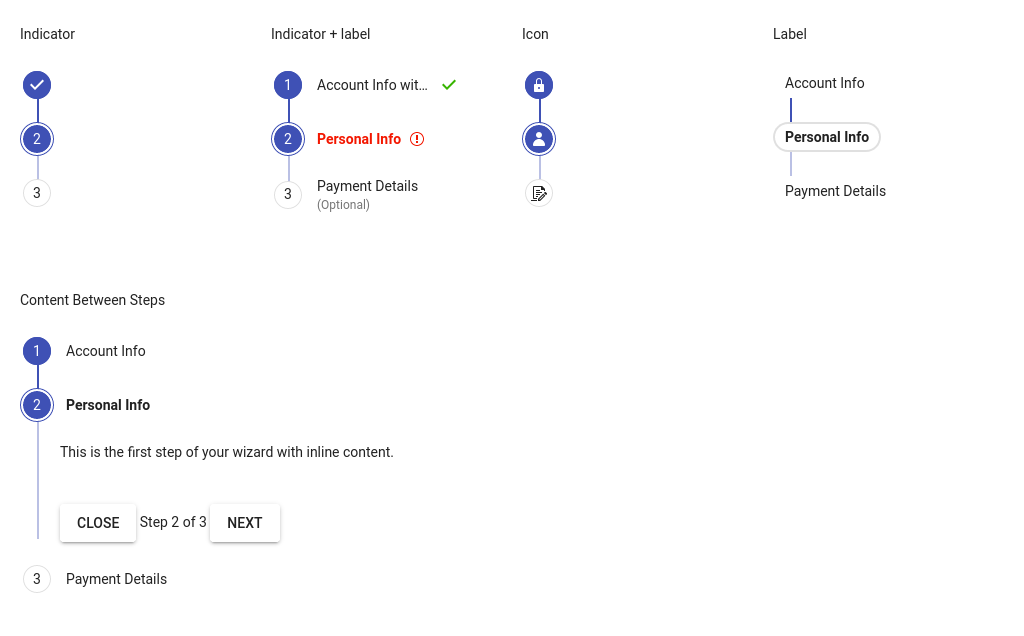 Indicator
2
3
Indicator + label
1 Account Info wit…
2 Personal Info
3 Payment Details
(Optional)
Icon
Label
Account Info
Personal Info
Payment Details
Content Between Steps
1 Account Info
2 Personal Info
This is the first step of your wizard with inline content.
CLOSE Step 2 of 3 NEXT
3 Payment Details